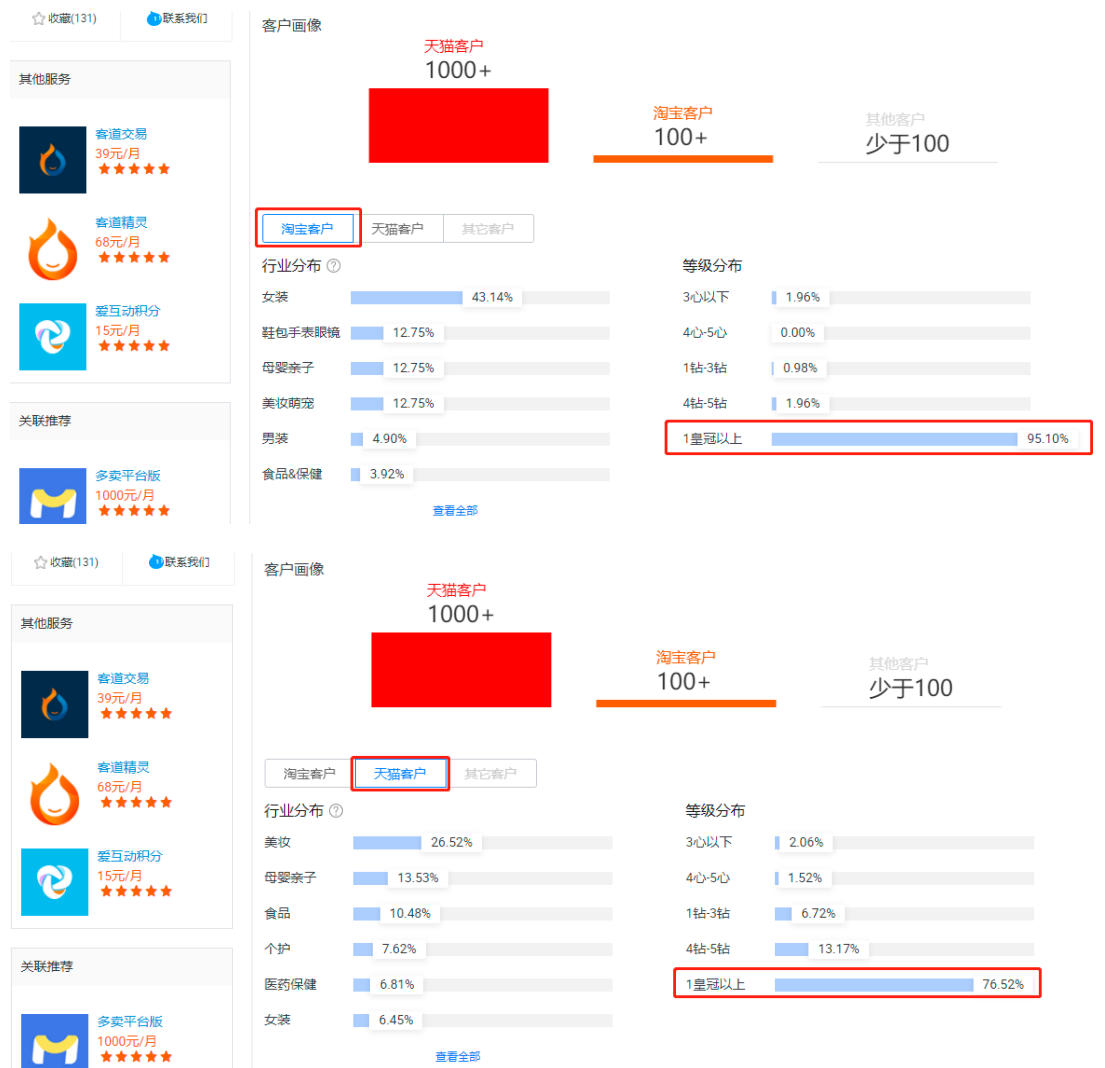 收藏(131) 联系我们
其他服务
客道交易
39元/月
客道精灵
68元/月
爱互动积分
15元/月
关联推荐
多卖平台版
1000元/月
客户画像
天猫客户
1000+
淘宝客户
100+
其他客户
少于100
淘宝客户 天猫客户 其它客户
行业分布
女装 43.14%
鞋包手表眼镜 12.75%
母婴亲子 12.75%
美妆萌宠 12.75%
男装 4.90%
食品&保健 3.92%
查看全部
等级分布
3心以下 1.96%
4心-5心 0.00%
1钻-3钻 0.98%
4钻-5钻 1.96%
1皇冠以上 95.10%
收藏(131) 联系我们
其他服务
客道交易
39元/月
客道精灵
68元/月
爱互动积分
15元/月
关联推荐
多卖平台版
1000元/月
客户画像
天猫客户
1000+
淘宝客户
100+
其他客户
少于100
淘宝客户 天猫客户 其它客户
行业分布
美妆 26.52%
母婴亲子 13.53%
食品 10.48%
个护 7.62%
医药保健 6.81%
女装 6.45%
查看全部
等级分布
3心以下 2.06%
4心-5心 1.52%
1钻-3钻 6.72%
4钻-5钻 13.17%
1皇冠以上 76.52%